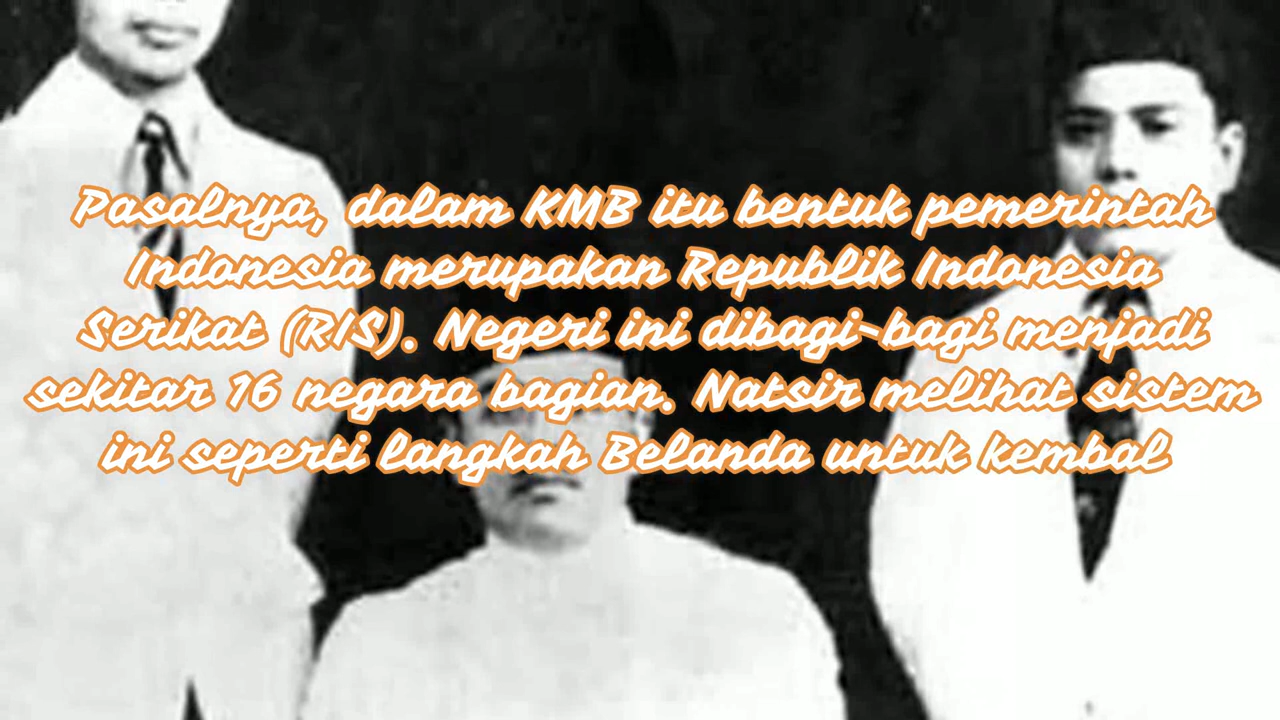 Pasalnya, dalam KMB itu bentuk pemerintah
Indonesia merupakan Republik Indonesia
Serikat (RIS). Negeri ini dibagi-bagi menjadi
sekitar 16 negara bagian. Natsir melihat sistem
ini seperti langkah Belanda untuk kembal